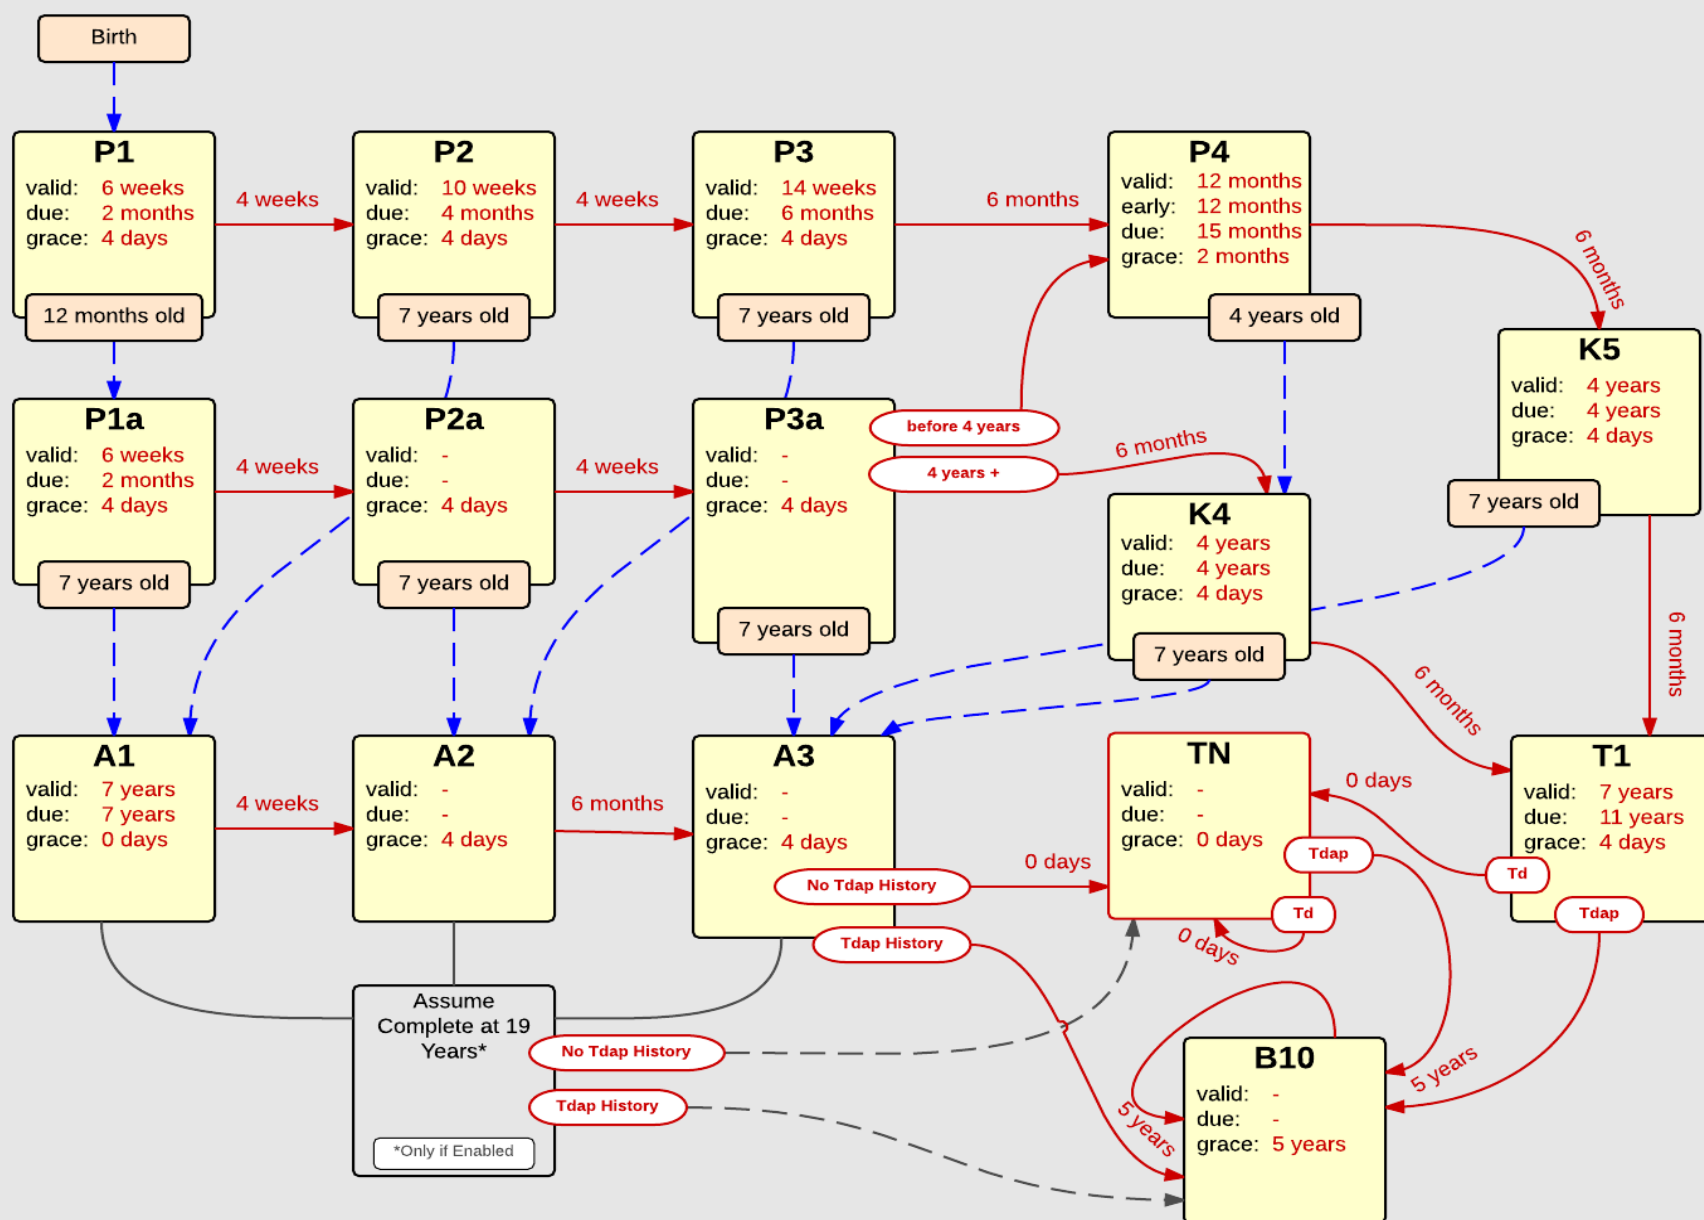 Birth
P1
valid: 6 weeks
due: 2 months
grace: 4 days
12 months old
4 weeks
P2
valid: 10 weeks
due: 4 months
grace: 4 days
7 years old
4 weeks
P3
valid: 14 weeks
due: 6 months
grace: 4 days
7 years old
6 months
P4
valid: 12 months
early: 12 months
due: 15 months
grace: 2 months
4 years old
6 months
K5
valid: 4 years
due: 4 years
grace: 4 days
7 years old
P1a
valid: 6 weeks
due: 2 months
grace: 4 days
7 years old
4 weeks
P2a
valid: -
due: -
grace: 4 days
7 years old
4 weeks
P3a
valid: -
due: -
grace: 4 days
7 years old
before 4 years
4 years +
6 months
K4
valid: 4 years
due: 4 years
grace: 4 days
7 years old
6 months
6 months
A1
valid: 7 years
due: 7 years
grace: 0 days
4 weeks
A2
valid: -
due: -
grace: 4 days
6 months
A3
valid: -
due: -
grace: 4 days
No Tdap History
Tdap History
0 days
TN
valid: -
due: -
grace: 0 days
Tdap
Td
0 days
0 days
T1
valid: 7 years
due: 11 years
grace: 4 days
Td
Tdap
Assume
Complete at 19
Years*
No Tdap History
Tdap History
*Only if Enabled
5 years
5 years
B10
valid: -
due: -
grace: 5 years